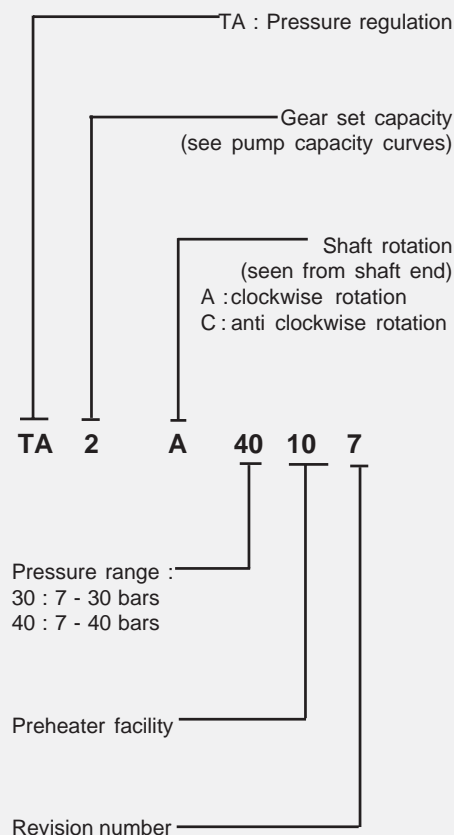 TA : Pressure regulation
Gear set capacity
(see pump capacity curves)
Shaft rotation
(seen from shaft end)
A : clockwise rotation
C : anti clockwise rotation
TA 2 A 40 10 7
Pressure range :
30 : 7 - 30 bars
40 : 7 - 40 bars
Preheater facility
Revision number